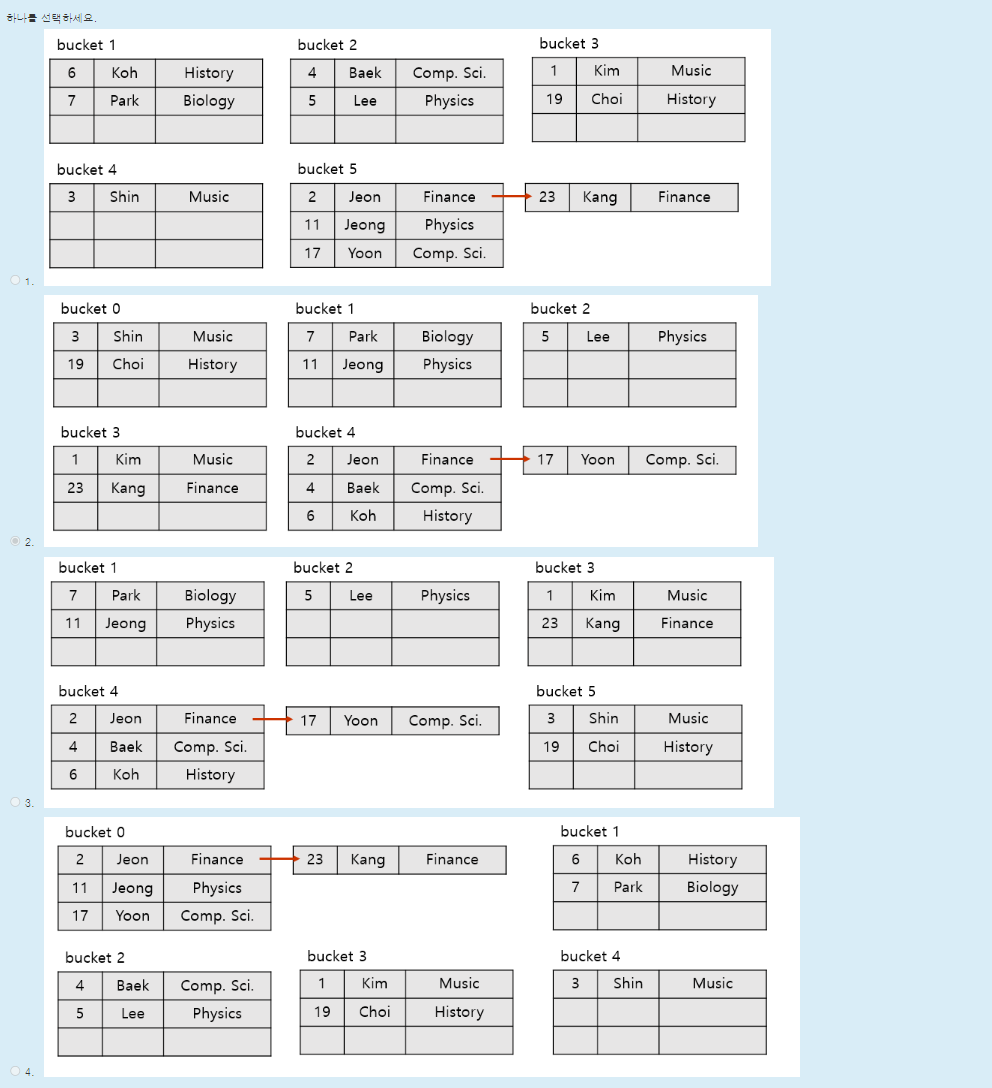 하나를 선택하세요.
bucket 1 bucket 2 bucket 3
6 Koh History 4 Baek Comp. Sci. 1 Kim Music
7 Park Biology 5 Lee Physics 19 Choi History
bucket 4 bucket 5
3 Shin Music 2 Jeon Finance 23 Kang Finance
11 Jeong Physics
17 Yoon Comp. Sci.
1.
bucket 0 bucket 1 bucket 2
3 Shin Music 7 Park Biology 5 Lee Physics
19 Choi History 11 Jeong Physics
bucket 3 bucket 4
1 Kim Music 2 Jeon Finance 17 Yoon Comp. Sci.
23 Kang Finance 4 Baek Comp. Sci.
6 Koh History
2.
bucket 1 bucket 2 bucket 3
7 Park Biology 5 Lee Physics 1 Kim Music
11 Jeong Physics 23 Kang Finance
bucket 4 bucket 5
2 Jeon Finance 17 Yoon Comp. Sci. 3 Shin Music
4 Baek Comp. Sci. 19 Choi History
6 Koh History
3.
bucket 0 bucket 1
2 Jeon Finance 23 Kang Finance 6 Koh History
11 Jeong Physics 7 Park Biology
17 Yoon Comp. Sci.
bucket 2 bucket 3 bucket 4
4 Baek Comp. Sci. 1 Kim Music 3 Shin Music
5 Lee Physics 19 Choi History
4.